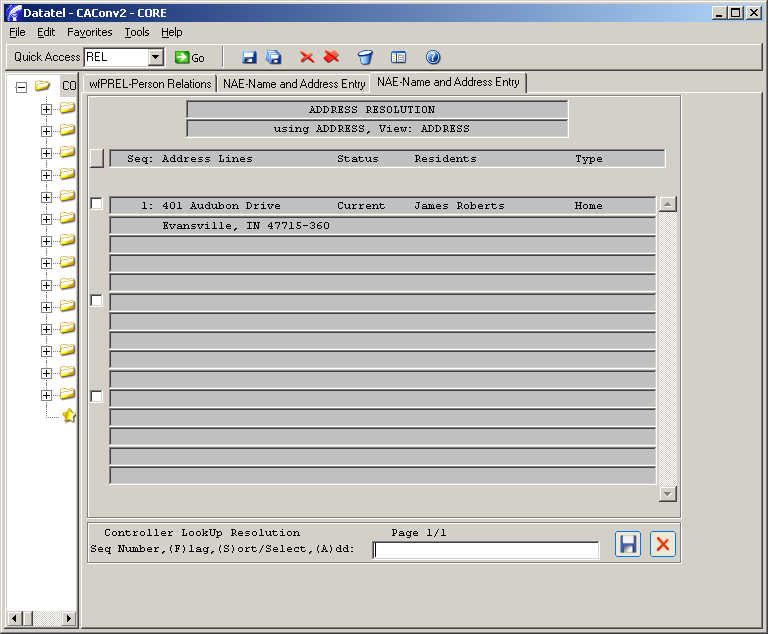 Datatel - CAConv2 - CORE
File Edit Favorites Tools Help
Quick Access REL Go
CO
wfPREL-Person Relations NAE-Name and Address Entry NAE-Name and Address Entry
ADDRESS RESOLUTION
using ADDRESS, View: ADDRESS
Seq: Address Lines Status Residents Type
1: 401 Audubon Drive Current James Roberts Home
Evansville, IN 47715-360
Controller LookUp Resolution Page 1/1
Seq Number,(F)lag,(S)ort/Select,(A)dd: